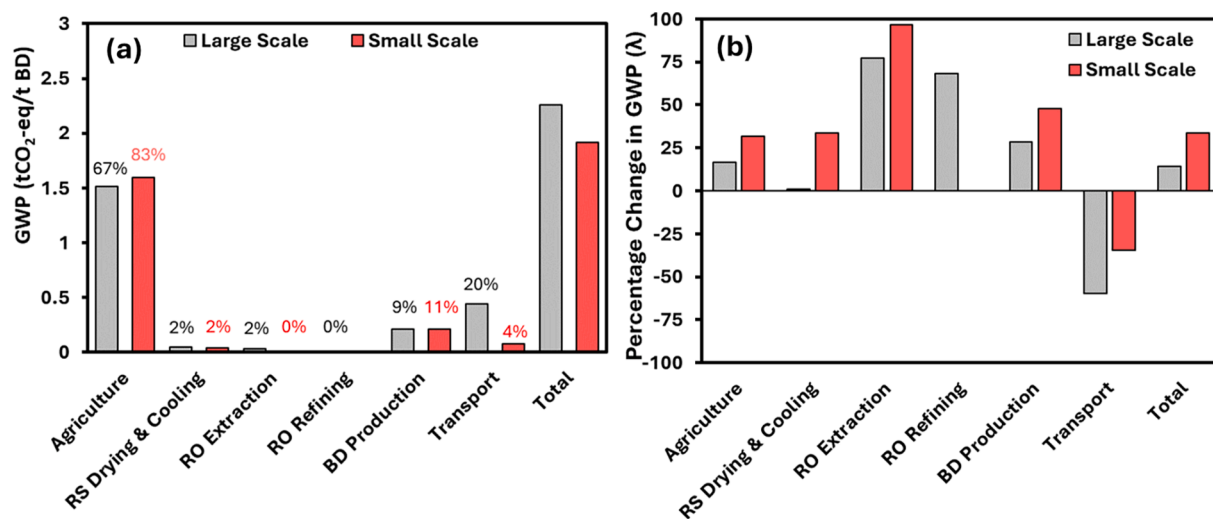 (a)
Large Scale
Small Scale
GWP (tCO₂-eq/t BD)
3
2.5
2
1.5
1
0.5
0
67%
83%
2%
2%
2%
0%
0%
9%
11%
20%
4%
Agriculture
RS Drying & Cooling
RO Extraction
RO Refining
BD Production
Transport
Total
(b)
Large Scale
Small Scale
Percentage Change in GWP (λ)
100
75
50
25
0
-25
-50
-75
-100
Agriculture
RS Drying & Cooling
RO Extraction
RO Refining
BD Production
Transport
Total